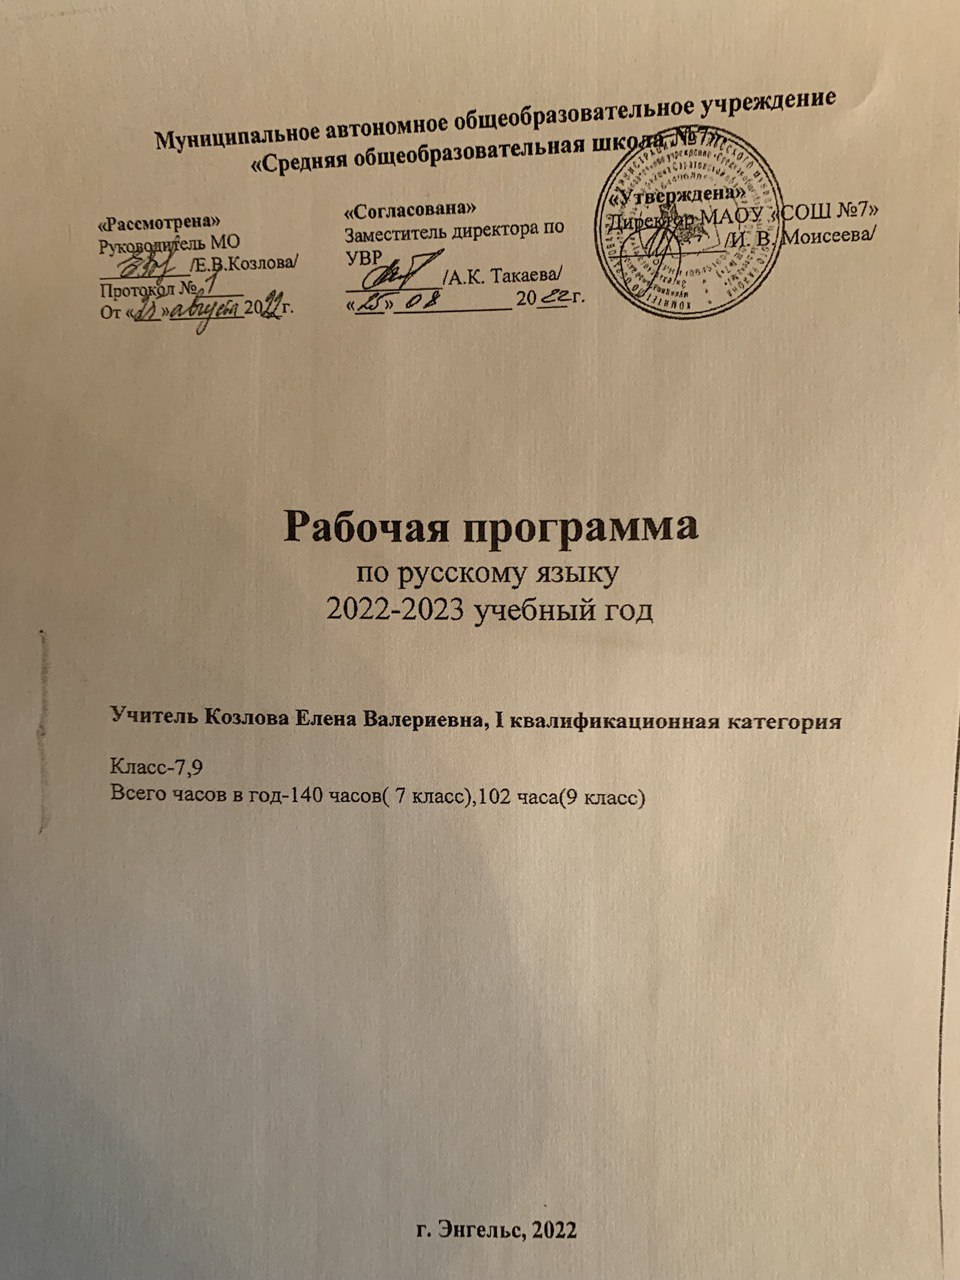 Муниципальное автономное общеобразовательное учреждение
«Средняя общеобразовательная школа №7»
«Рассмотрена»
Руководитель МО
/Е.В.Козлова/
Протокол № 1
От «23» августа 2022г.
«Согласована»
Заместитель директора по
УВР
/А.К. Такаева/
«25» 08 2022г.
«Утверждена»
Директор МАОУ «СОШ №7»
/И. В. Моисеева/
Рабочая программа
по русскому языку
2022-2023 учебный год
Учитель Козлова Елена Валериевна, I квалификационная категория
Класс-7,9
Всего часов в год-140 часов( 7 класс),102 часа(9 класс)
г. Энгельс, 2022